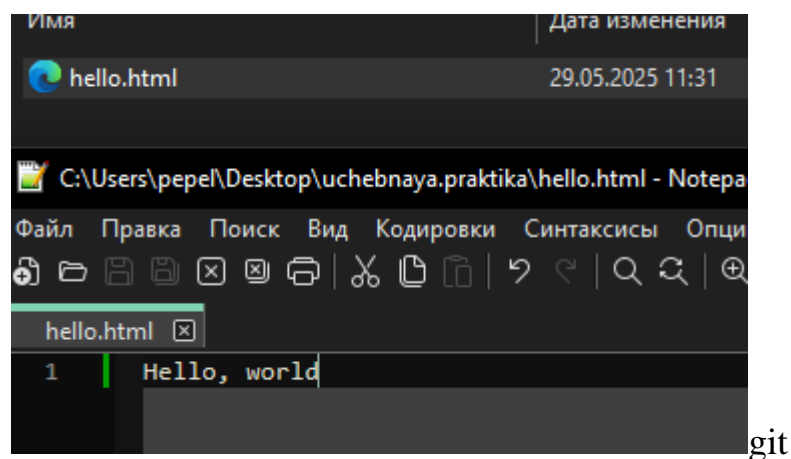 Имя Дата изменения
hello.html 29.05.2025 11:31
C:\Users\pepel\Desktop\uchebnaya.praktika\hello.html - Notepa
Файл Правка Поиск Вид Кодировки Синтаксисы Опци
hello.html
1 Hello, world
git